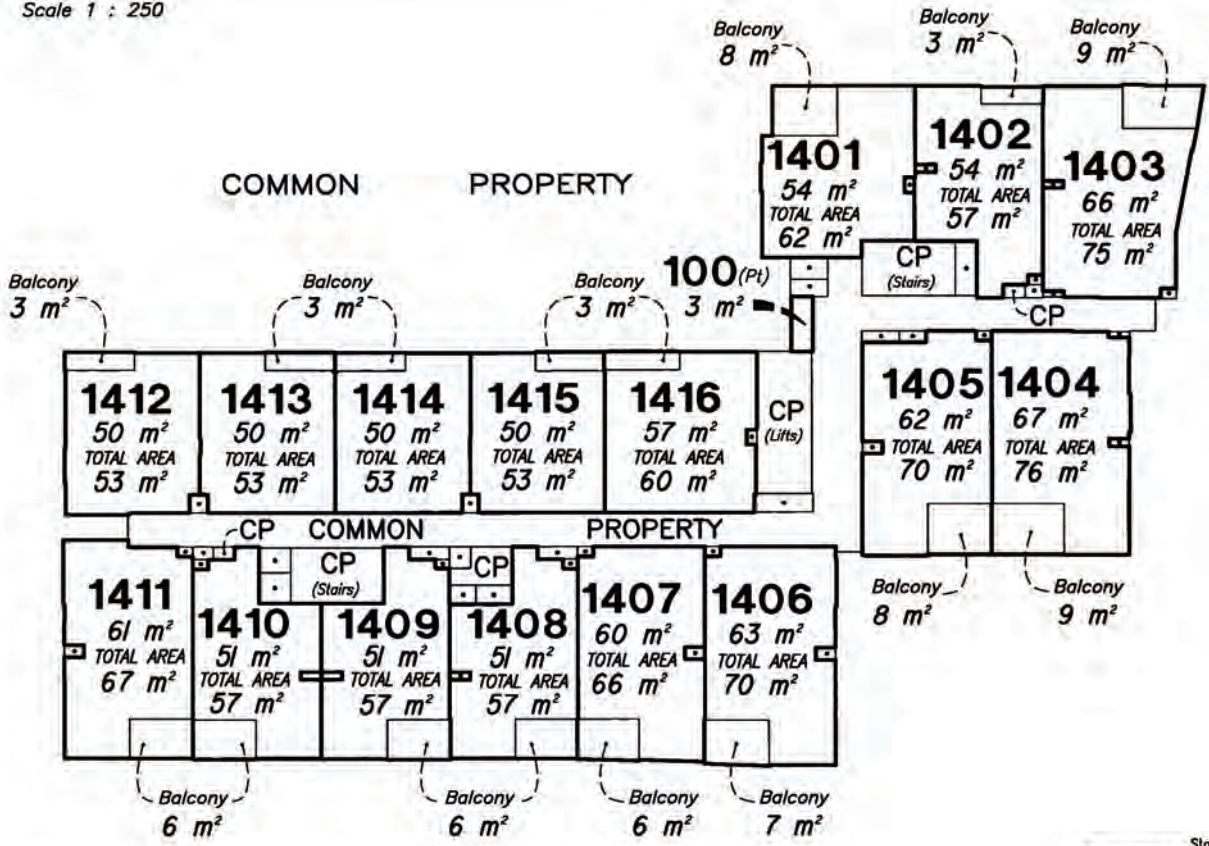 Scale 1 : 250
Balcony
8 m²
Balcony
3 m²
Balcony
9 m²
1401
54 m²
TOTAL AREA
62 m²
1402
54 m²
TOTAL AREA
57 m²
1403
66 m²
TOTAL AREA
75 m²
COMMON PROPERTY
CP
(Stairs)
100 (Pt)
3 m²
CP
Balcony
3 m²
Balcony
3 m²
Balcony
3 m²
1412
50 m²
TOTAL AREA
53 m²
1413
50 m²
TOTAL AREA
53 m²
1414
50 m²
TOTAL AREA
53 m²
1415
50 m²
TOTAL AREA
53 m²
1416
57 m²
TOTAL AREA
60 m²
CP
(Lifts)
1405
62 m²
TOTAL AREA
70 m²
1404
67 m²
TOTAL AREA
76 m²
CP COMMON PROPERTY
CP
(Stairs)
CP
1411
61 m²
TOTAL AREA
67 m²
1410
51 m²
TOTAL AREA
57 m²
1409
51 m²
TOTAL AREA
57 m²
1408
51 m²
TOTAL AREA
57 m²
1407
60 m²
TOTAL AREA
66 m²
1406
63 m²
TOTAL AREA
70 m²
Balcony
8 m²
Balcony
9 m²
Balcony
6 m²
Balcony
6 m²
Balcony
6 m²
Balcony
7 m²